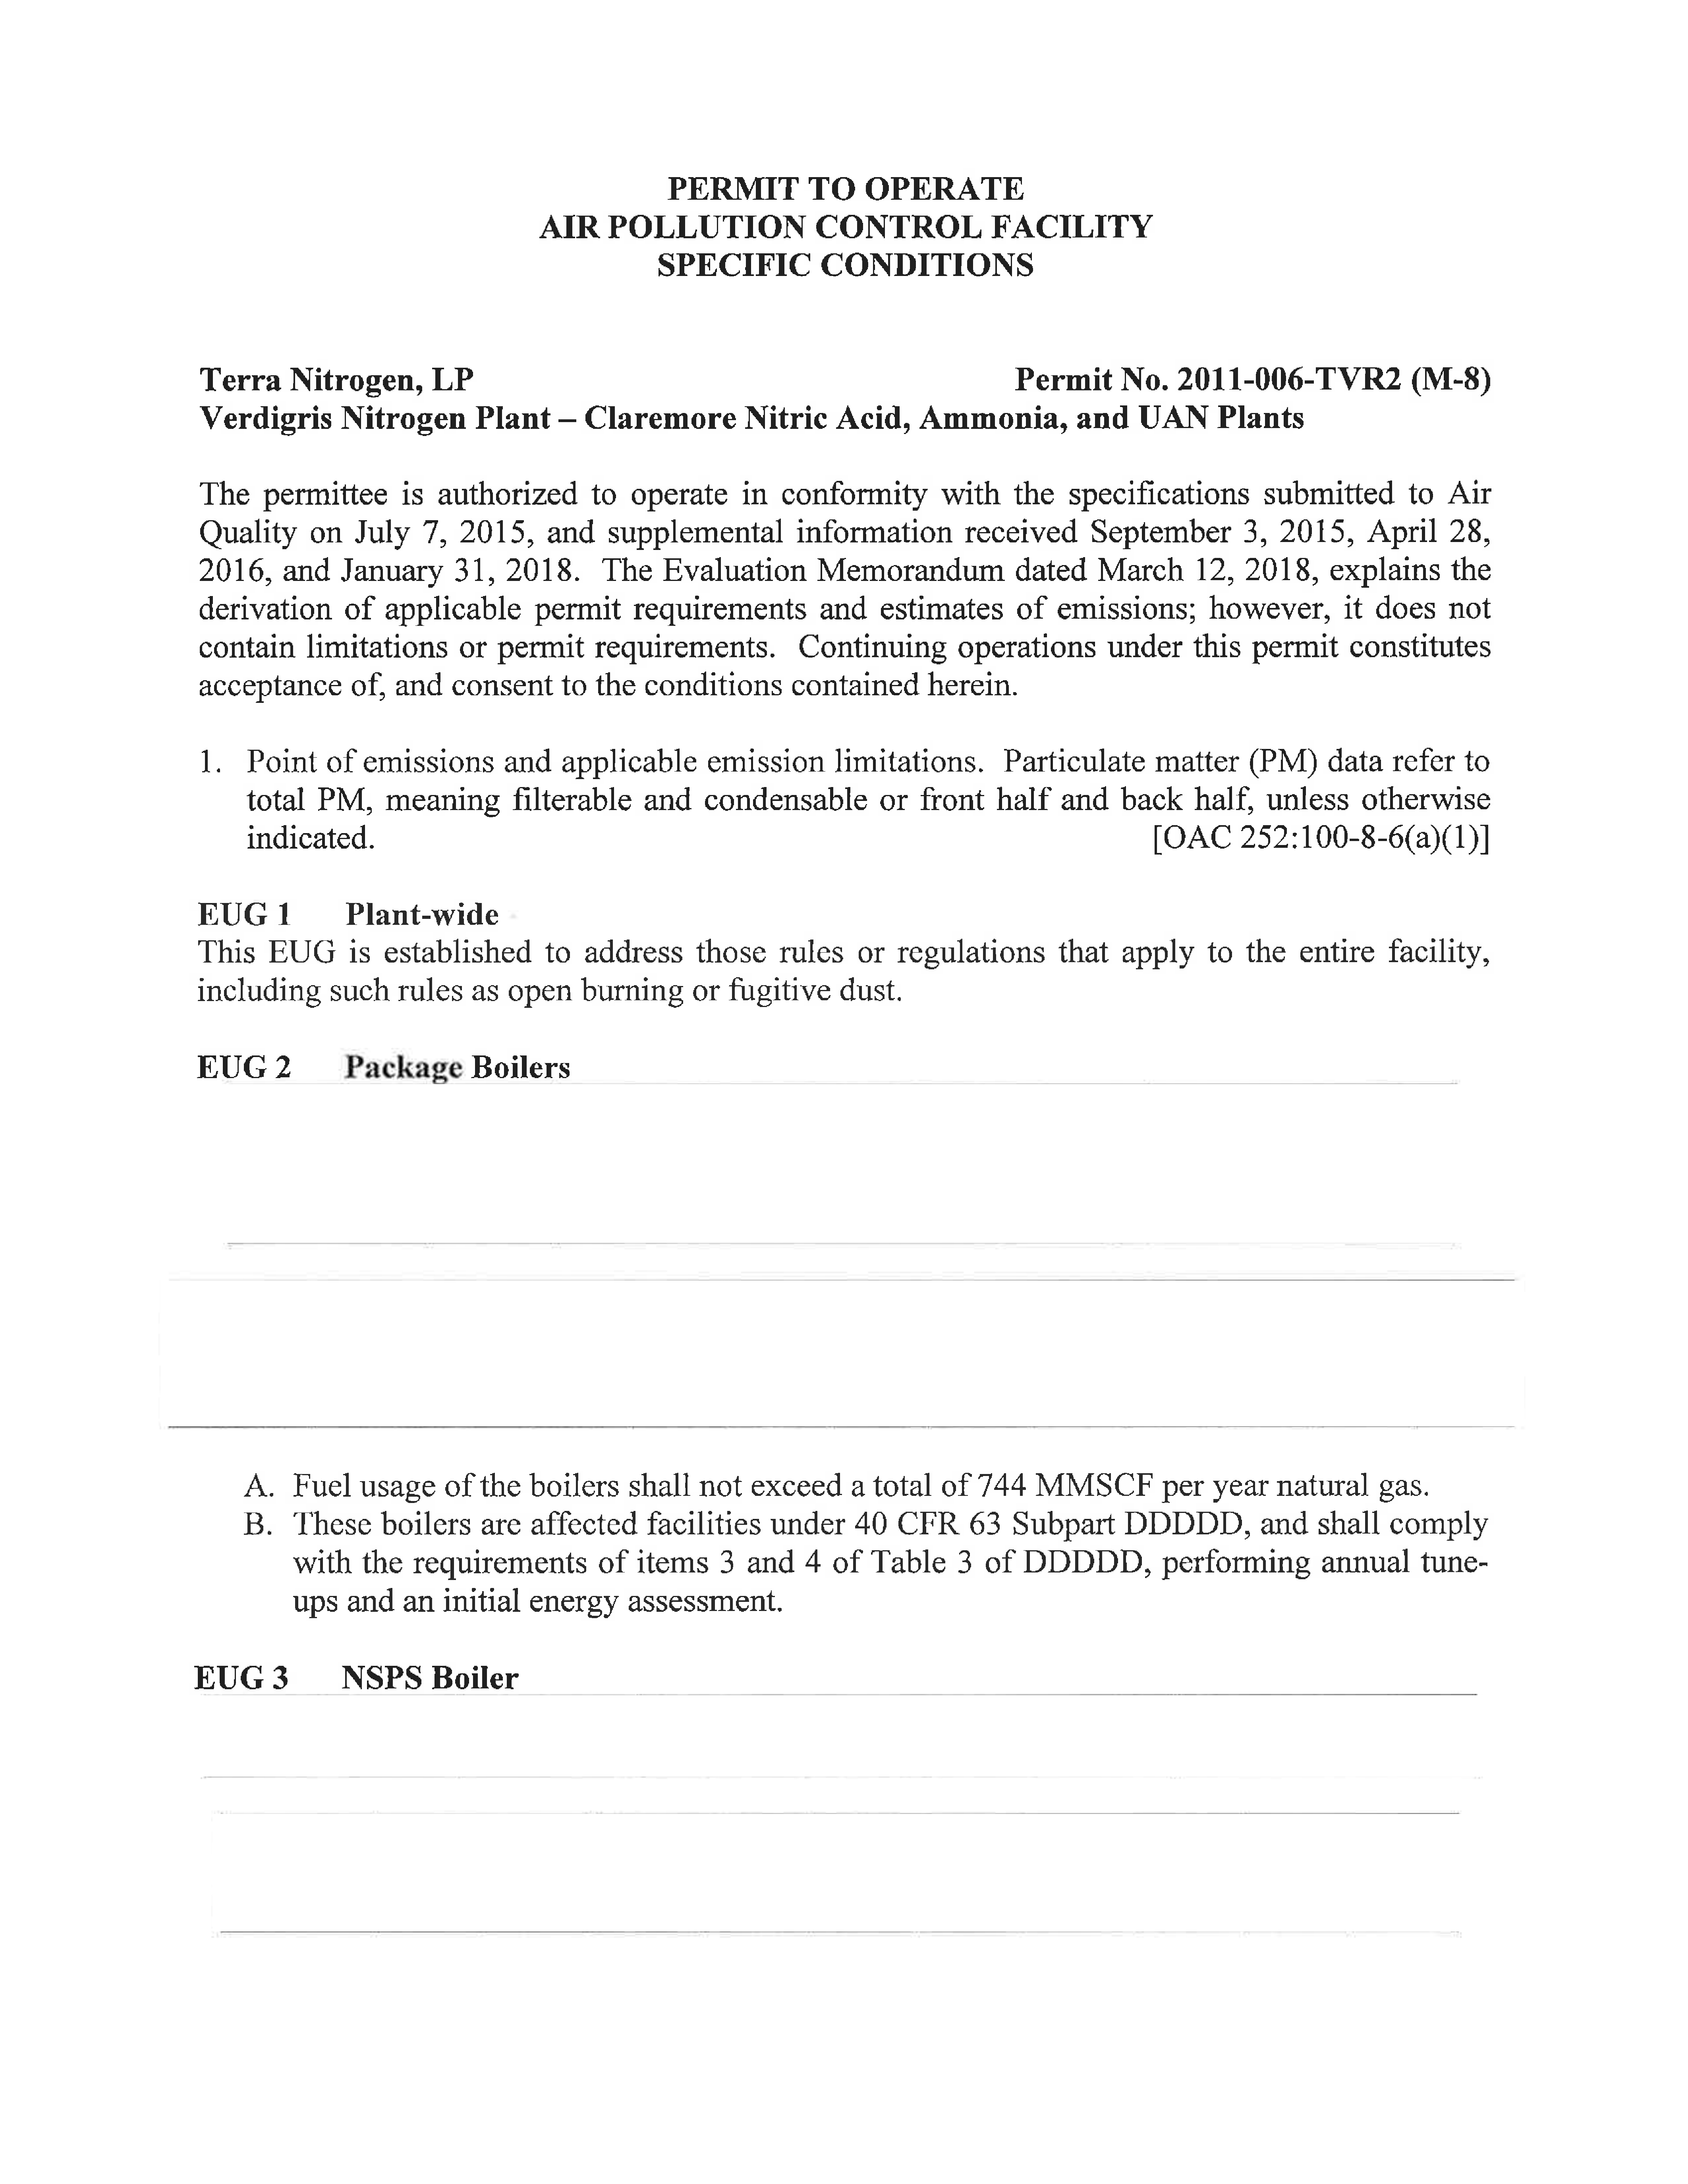 PERMIT TO OPERATE
AIR POLLUTION CONTROL FACILITY
SPECIFIC CONDITIONS
Terra Nitrogen, LP Permit No. 2011-006-TVR2 (M-8)
Verdigris Nitrogen Plant – Claremore Nitric Acid, Ammonia, and UAN Plants
The permittee is authorized to operate in conformity with the specifications submitted to Air
Quality on July 7, 2015, and supplemental information received September 3, 2015, April 28,
2016, and January 31, 2018. The Evaluation Memorandum dated March 12, 2018, explains the
derivation of applicable permit requirements and estimates of emissions; however, it does not
contain limitations or permit requirements. Continuing operations under this permit constitutes
acceptance of, and consent to the conditions contained herein.
1. Point of emissions and applicable emission limitations. Particulate matter (PM) data refer to
total PM, meaning filterable and condensable or front half and back half, unless otherwise
indicated. [OAC 252:100-8-6(a)(1)]
EUG 1 Plant-wide
This EUG is established to address those rules or regulations that apply to the entire facility,
including such rules as open burning or fugitive dust.
EUG 2 Package Boilers
A. Fuel usage of the boilers shall not exceed a total of 744 MMSCF per year natural gas.
B. These boilers are affected facilities under 40 CFR 63 Subpart DDDDD, and shall comply
with the requirements of items 3 and 4 of Table 3 of DDDDD, performing annual tune-
ups and an initial energy assessment.
EUG 3 NSPS Boiler